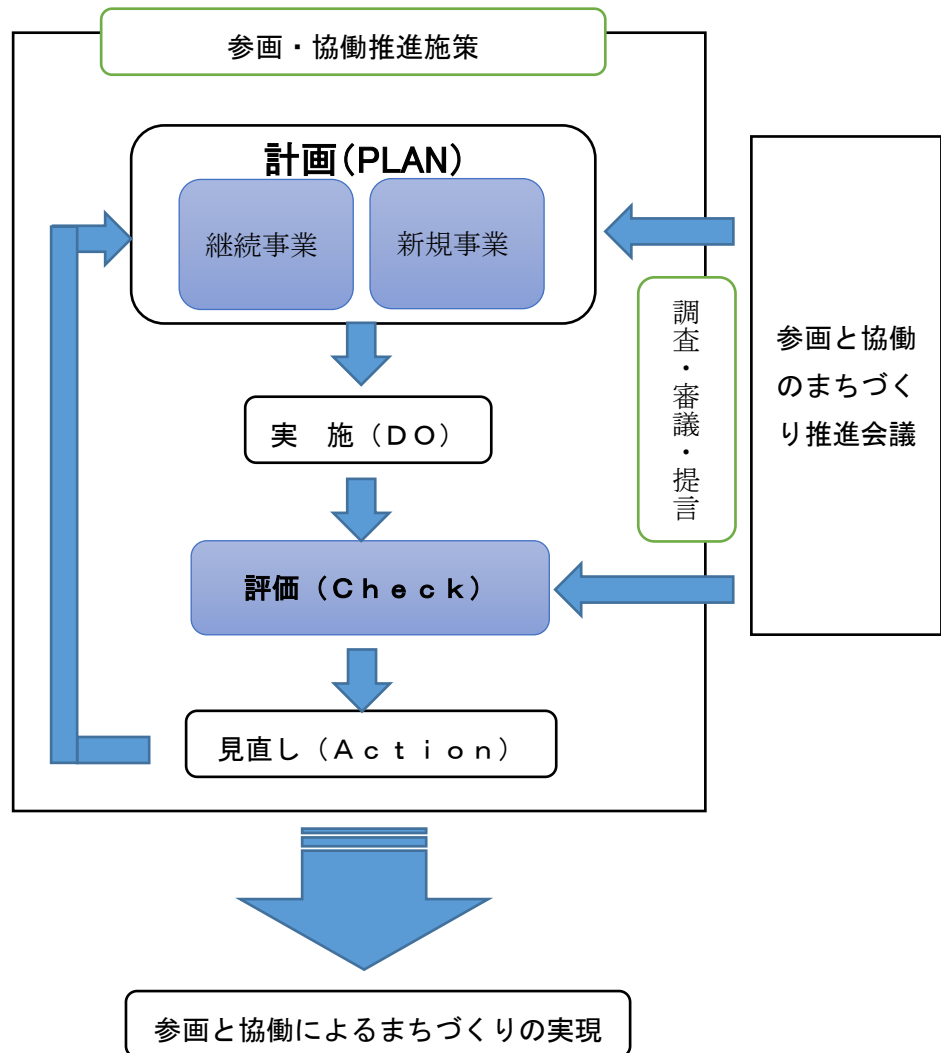 参画・協働推進施策
計画(PLAN)
継続事業
新規事業
実　施（ＤＯ）
評価（Ｃｈｅｃｋ）
見直し（Ａｃｔｉｏｎ）
調査・審議・提言
参画と協働
のまちづく
り推進会議
参画と協働によるまちづくりの実現